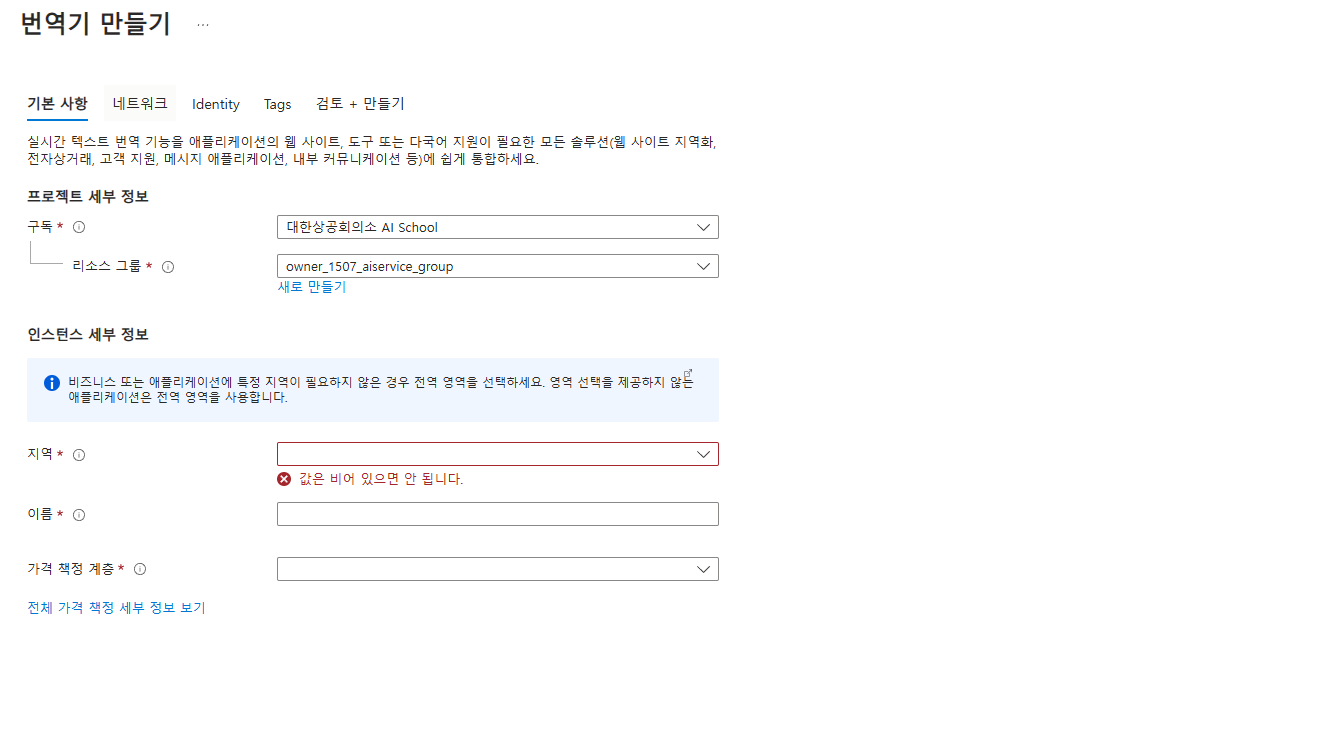 번역기 만들기 ...
기본 사항 네트워크 Identity Tags 검토 + 만들기
실시간 텍스트 번역 기능을 애플리케이션의 웹 사이트, 도구 또는 다국어 지원이 필요한 모든 솔루션(웹 사이트 지역화,
전자상거래, 고객 지원, 메시지 애플리케이션, 내부 커뮤니케이션 등)에 쉽게 통합하세요.
프로젝트 세부 정보
구독 * 대한상공회의소 AI School
리소스 그룹 * owner_1507_aiservice_group
새로 만들기
인스턴스 세부 정보
비즈니스 또는 애플리케이션에 특정 지역이 필요하지 않은 경우 전역 영역을 선택하세요. 영역 선택을 제공하지 않는
애플리케이션은 전역 영역을 사용합니다.
지역 *
값은 비어 있으면 안 됩니다.
이름 *
가격 책정 계층 *
전체 가격 책정 세부 정보 보기